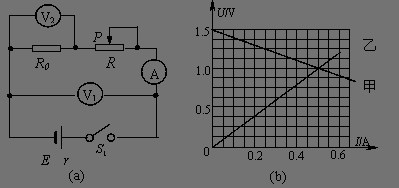 V₂
P
R₀
R
A
V₁
E r S₁
(a)
U/V
1.5
1.0
0.5
0
0.2 0.4 0.6
I/A
乙
甲
(b)